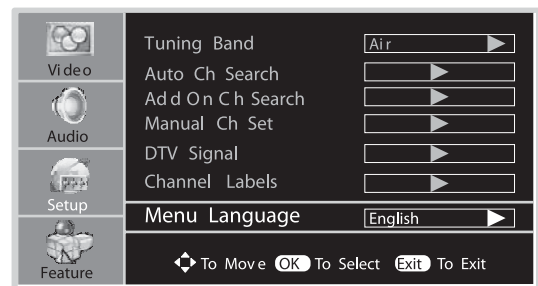 Video
Audio
Setup
Feature
Tuning Band Air
Auto Ch Search
Add On Ch Search
Manual Ch Set
DTV Signal
Channel Labels
Menu Language English
To Move OK To Select Exit To Exit